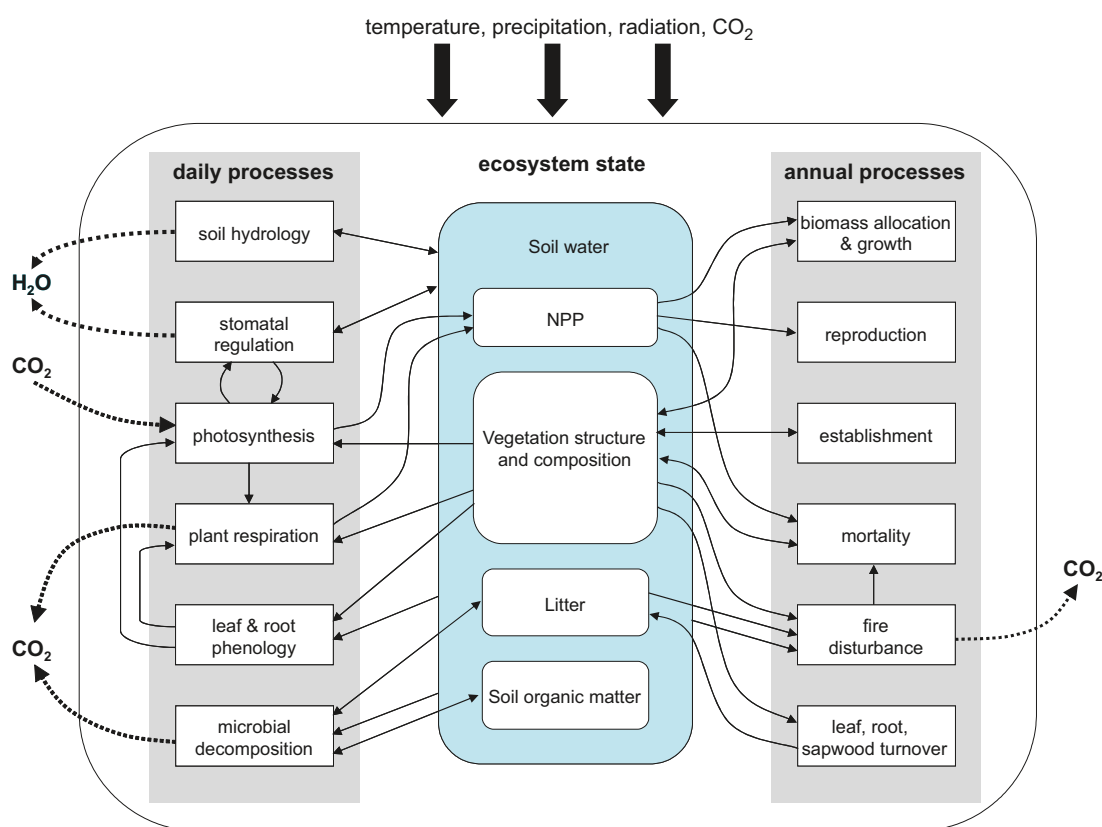 temperature, precipitation, radiation, CO₂
daily processes
ecosystem state
annual processes
soil hydrology
stomatal
regulation
photosynthesis
plant respiration
leaf & root
phenology
microbial
decomposition
H₂O
CO₂
CO₂
Soil water
NPP
Vegetation structure
and composition
Litter
Soil organic matter
biomass allocation
& growth
reproduction
establishment
mortality
fire
disturbance
leaf, root,
sapwood turnover
CO₂